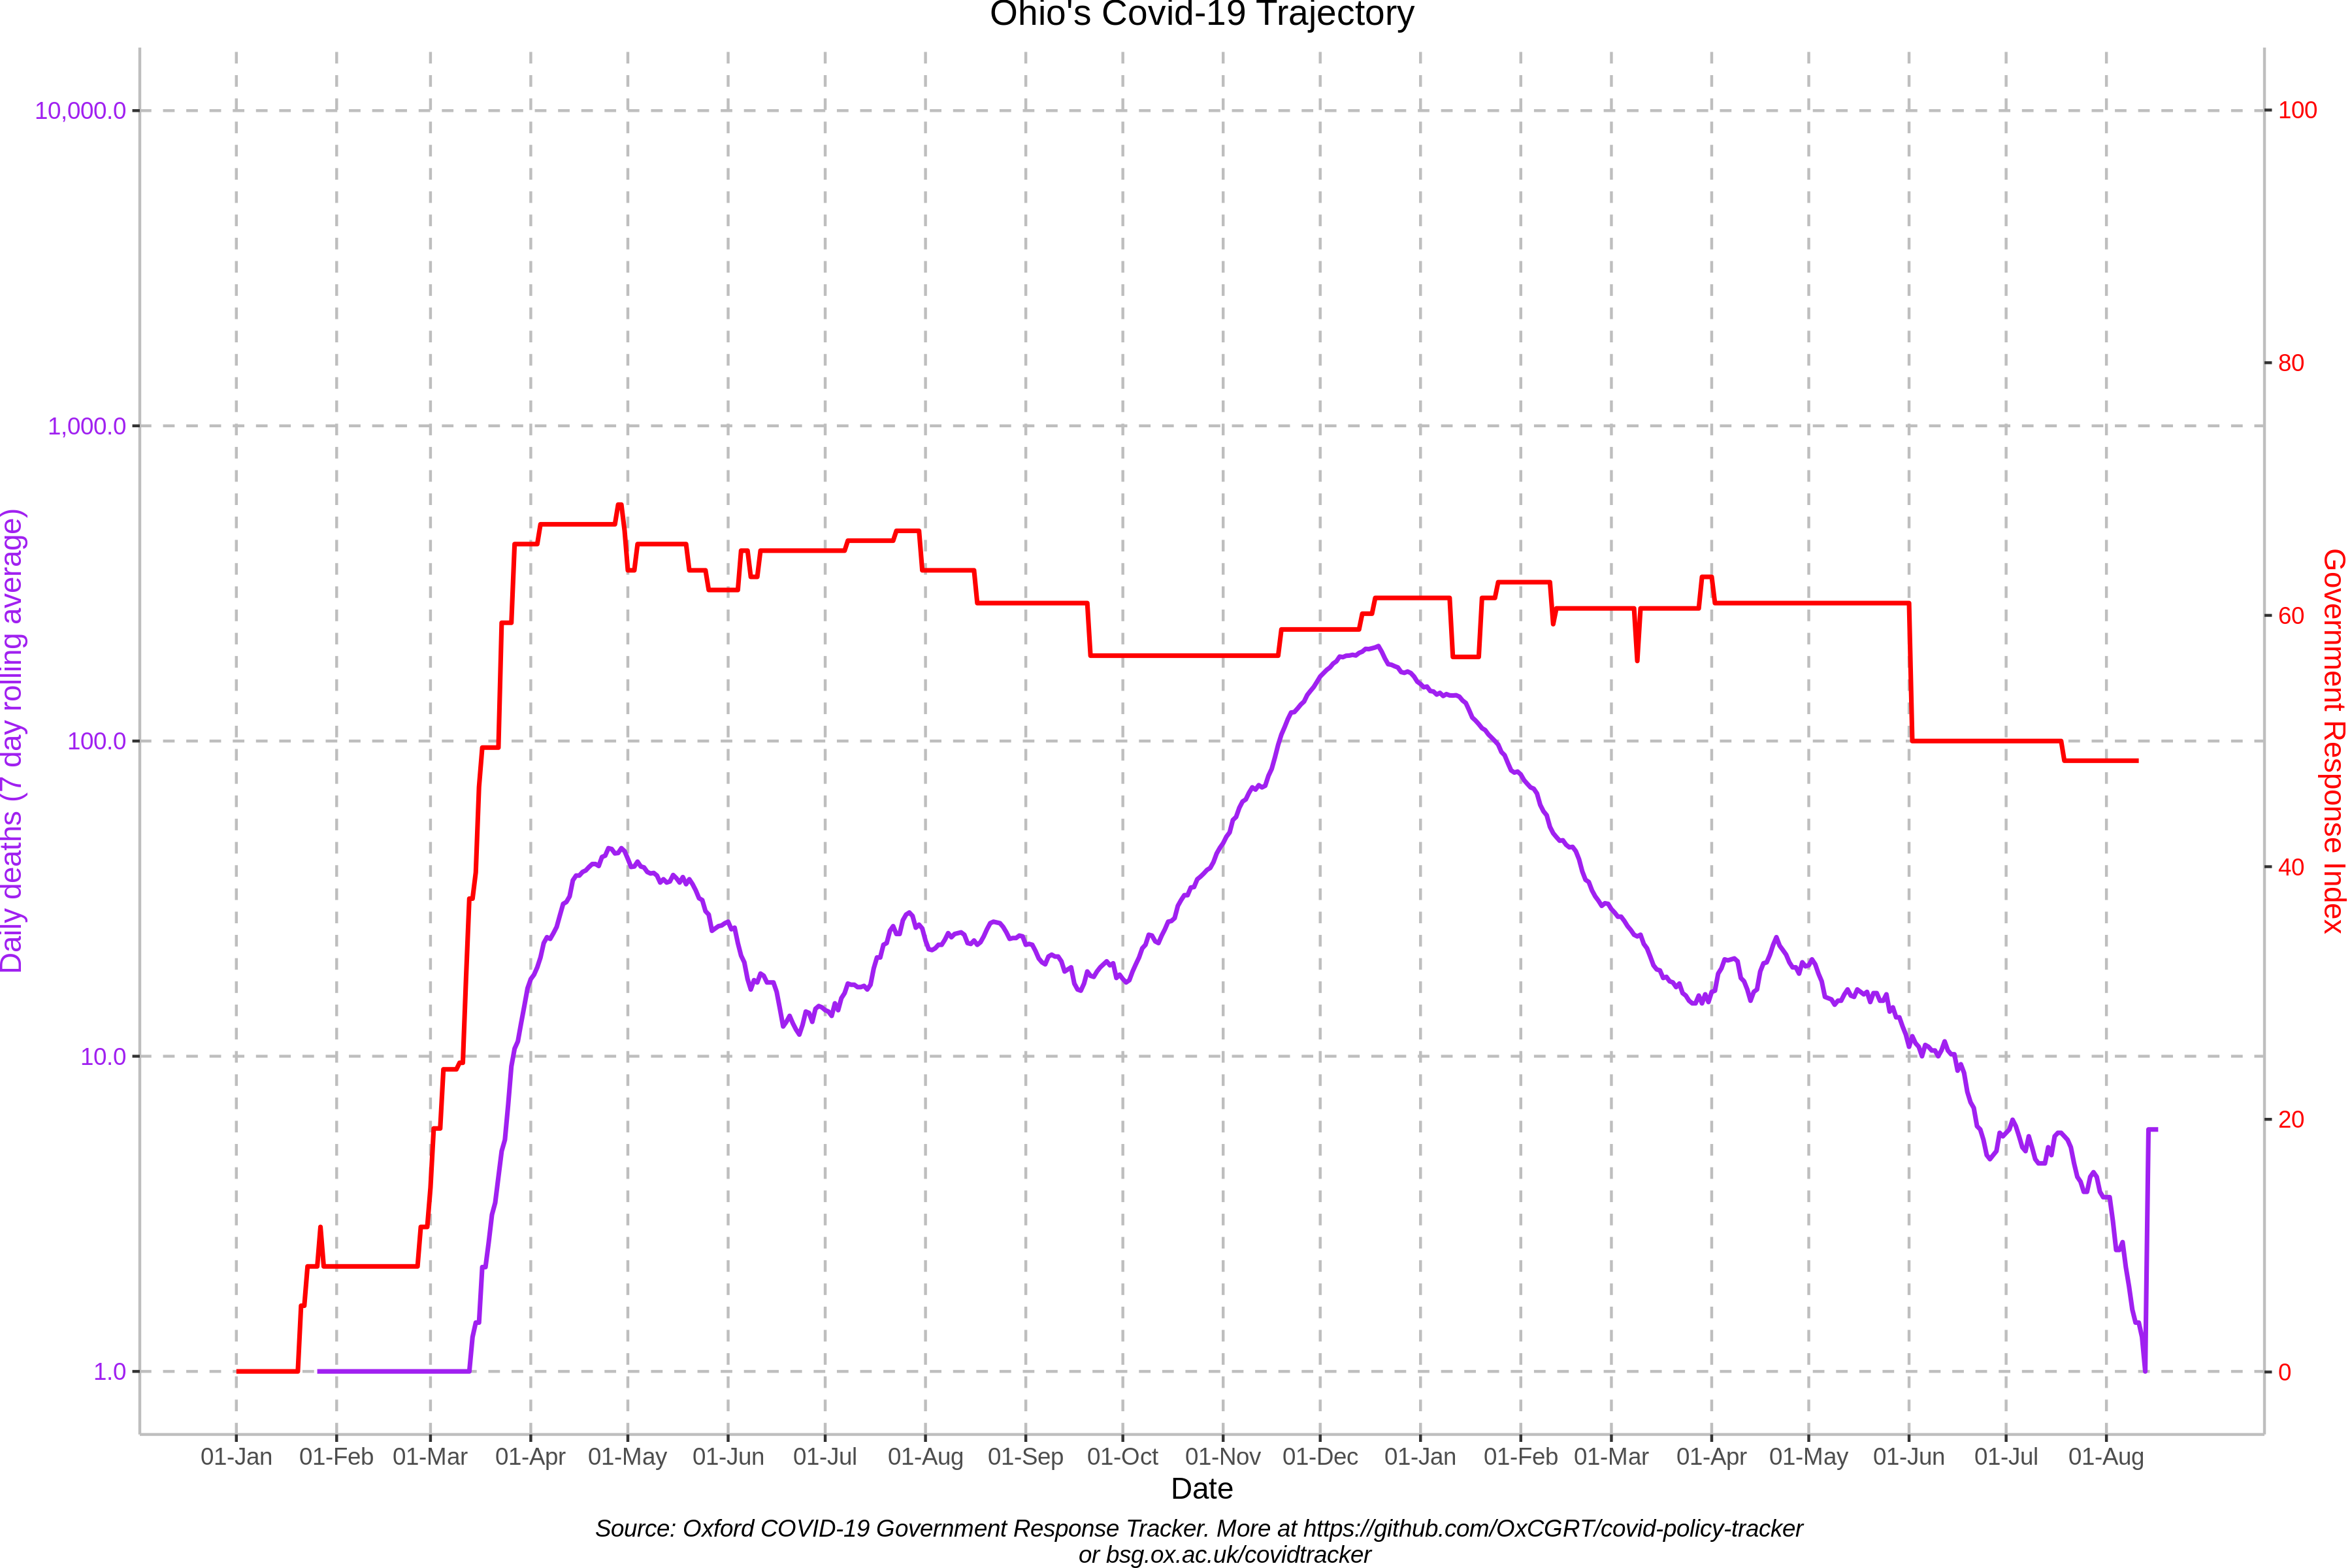 Ohio's Covid-19 Trajectory
10,000.0
1,000.0
100.0
10.0
1.0
Daily deaths (7 day rolling average)
100
80
60
40
20
0
Government Response Index
01-Jan 01-Feb 01-Mar 01-Apr 01-May 01-Jun 01-Jul 01-Aug 01-Sep 01-Oct 01-Nov 01-Dec 01-Jan 01-Feb 01-Mar 01-Apr 01-May 01-Jun 01-Jul 01-Aug
Date
Source: Oxford COVID-19 Government Response Tracker. More at https://github.com/OxCGRT/covid-policy-tracker
or bsg.ox.ac.uk/covidtracker